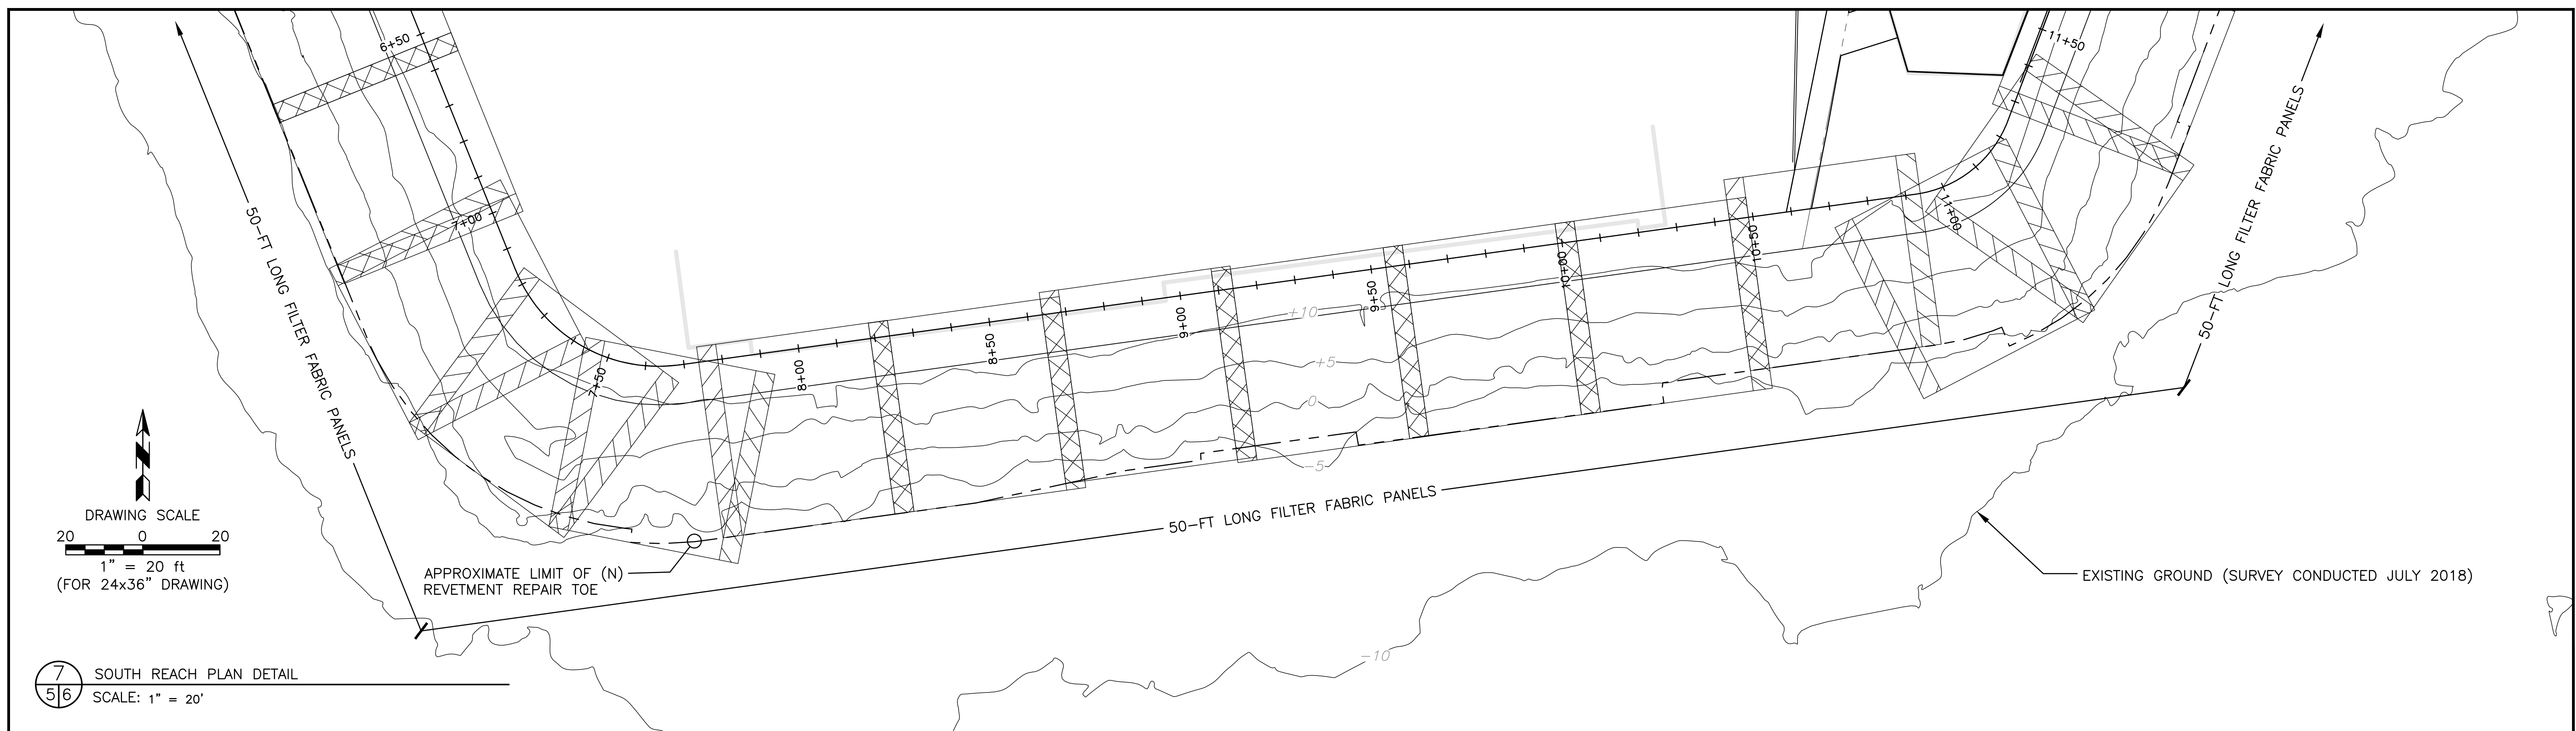 6+50
11+50
50-FT LONG FILTER FABRIC PANELS
7+00
11+00
50-FT LONG FILTER FABRIC PANELS
10+50
10+00
9+50
9+00
8+50
8+00
7+50
+10
+5
0
-5
50-FT LONG FILTER FABRIC PANELS
N
DRAWING SCALE
20 0 20
1" = 20 ft
(FOR 24x36" DRAWING)
APPROXIMATE LIMIT OF (N)
REVETMENT REPAIR TOE
EXISTING GROUND (SURVEY CONDUCTED JULY 2018)
-10
7
5 6
SOUTH REACH PLAN DETAIL
SCALE: 1" = 20'